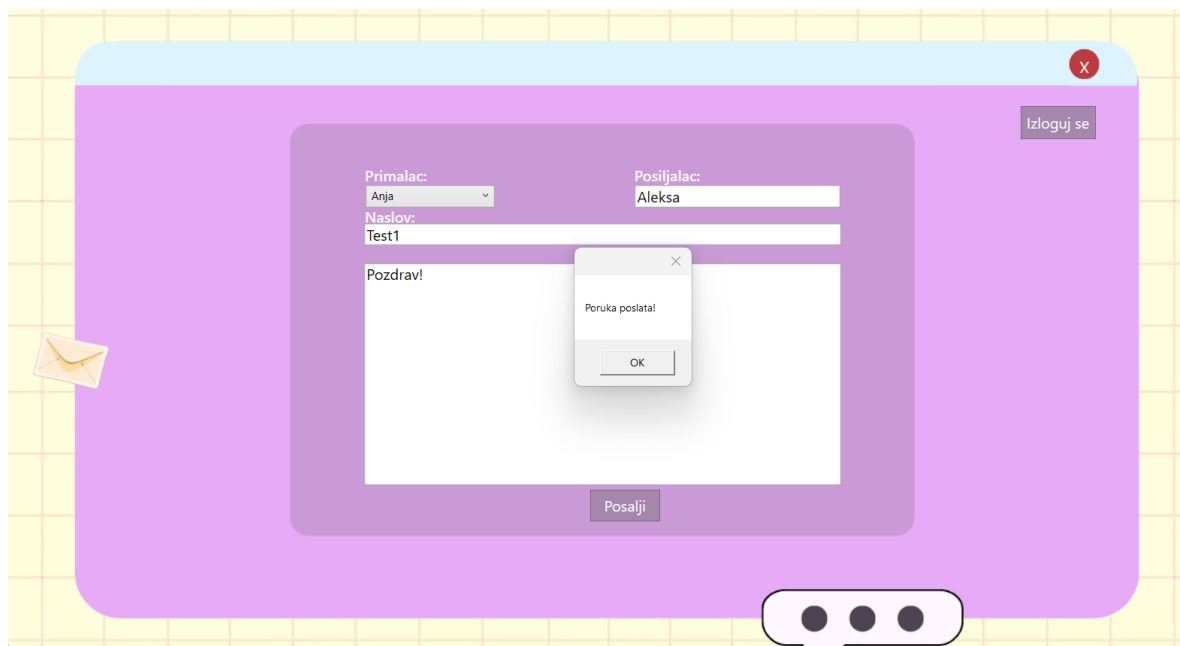 X
Izloguj se
Primalac:
Posiljalac:
Anja
Aleksa
Naslov:
Test1
Pozdrav!
Poruka poslata!
OK
Posalji